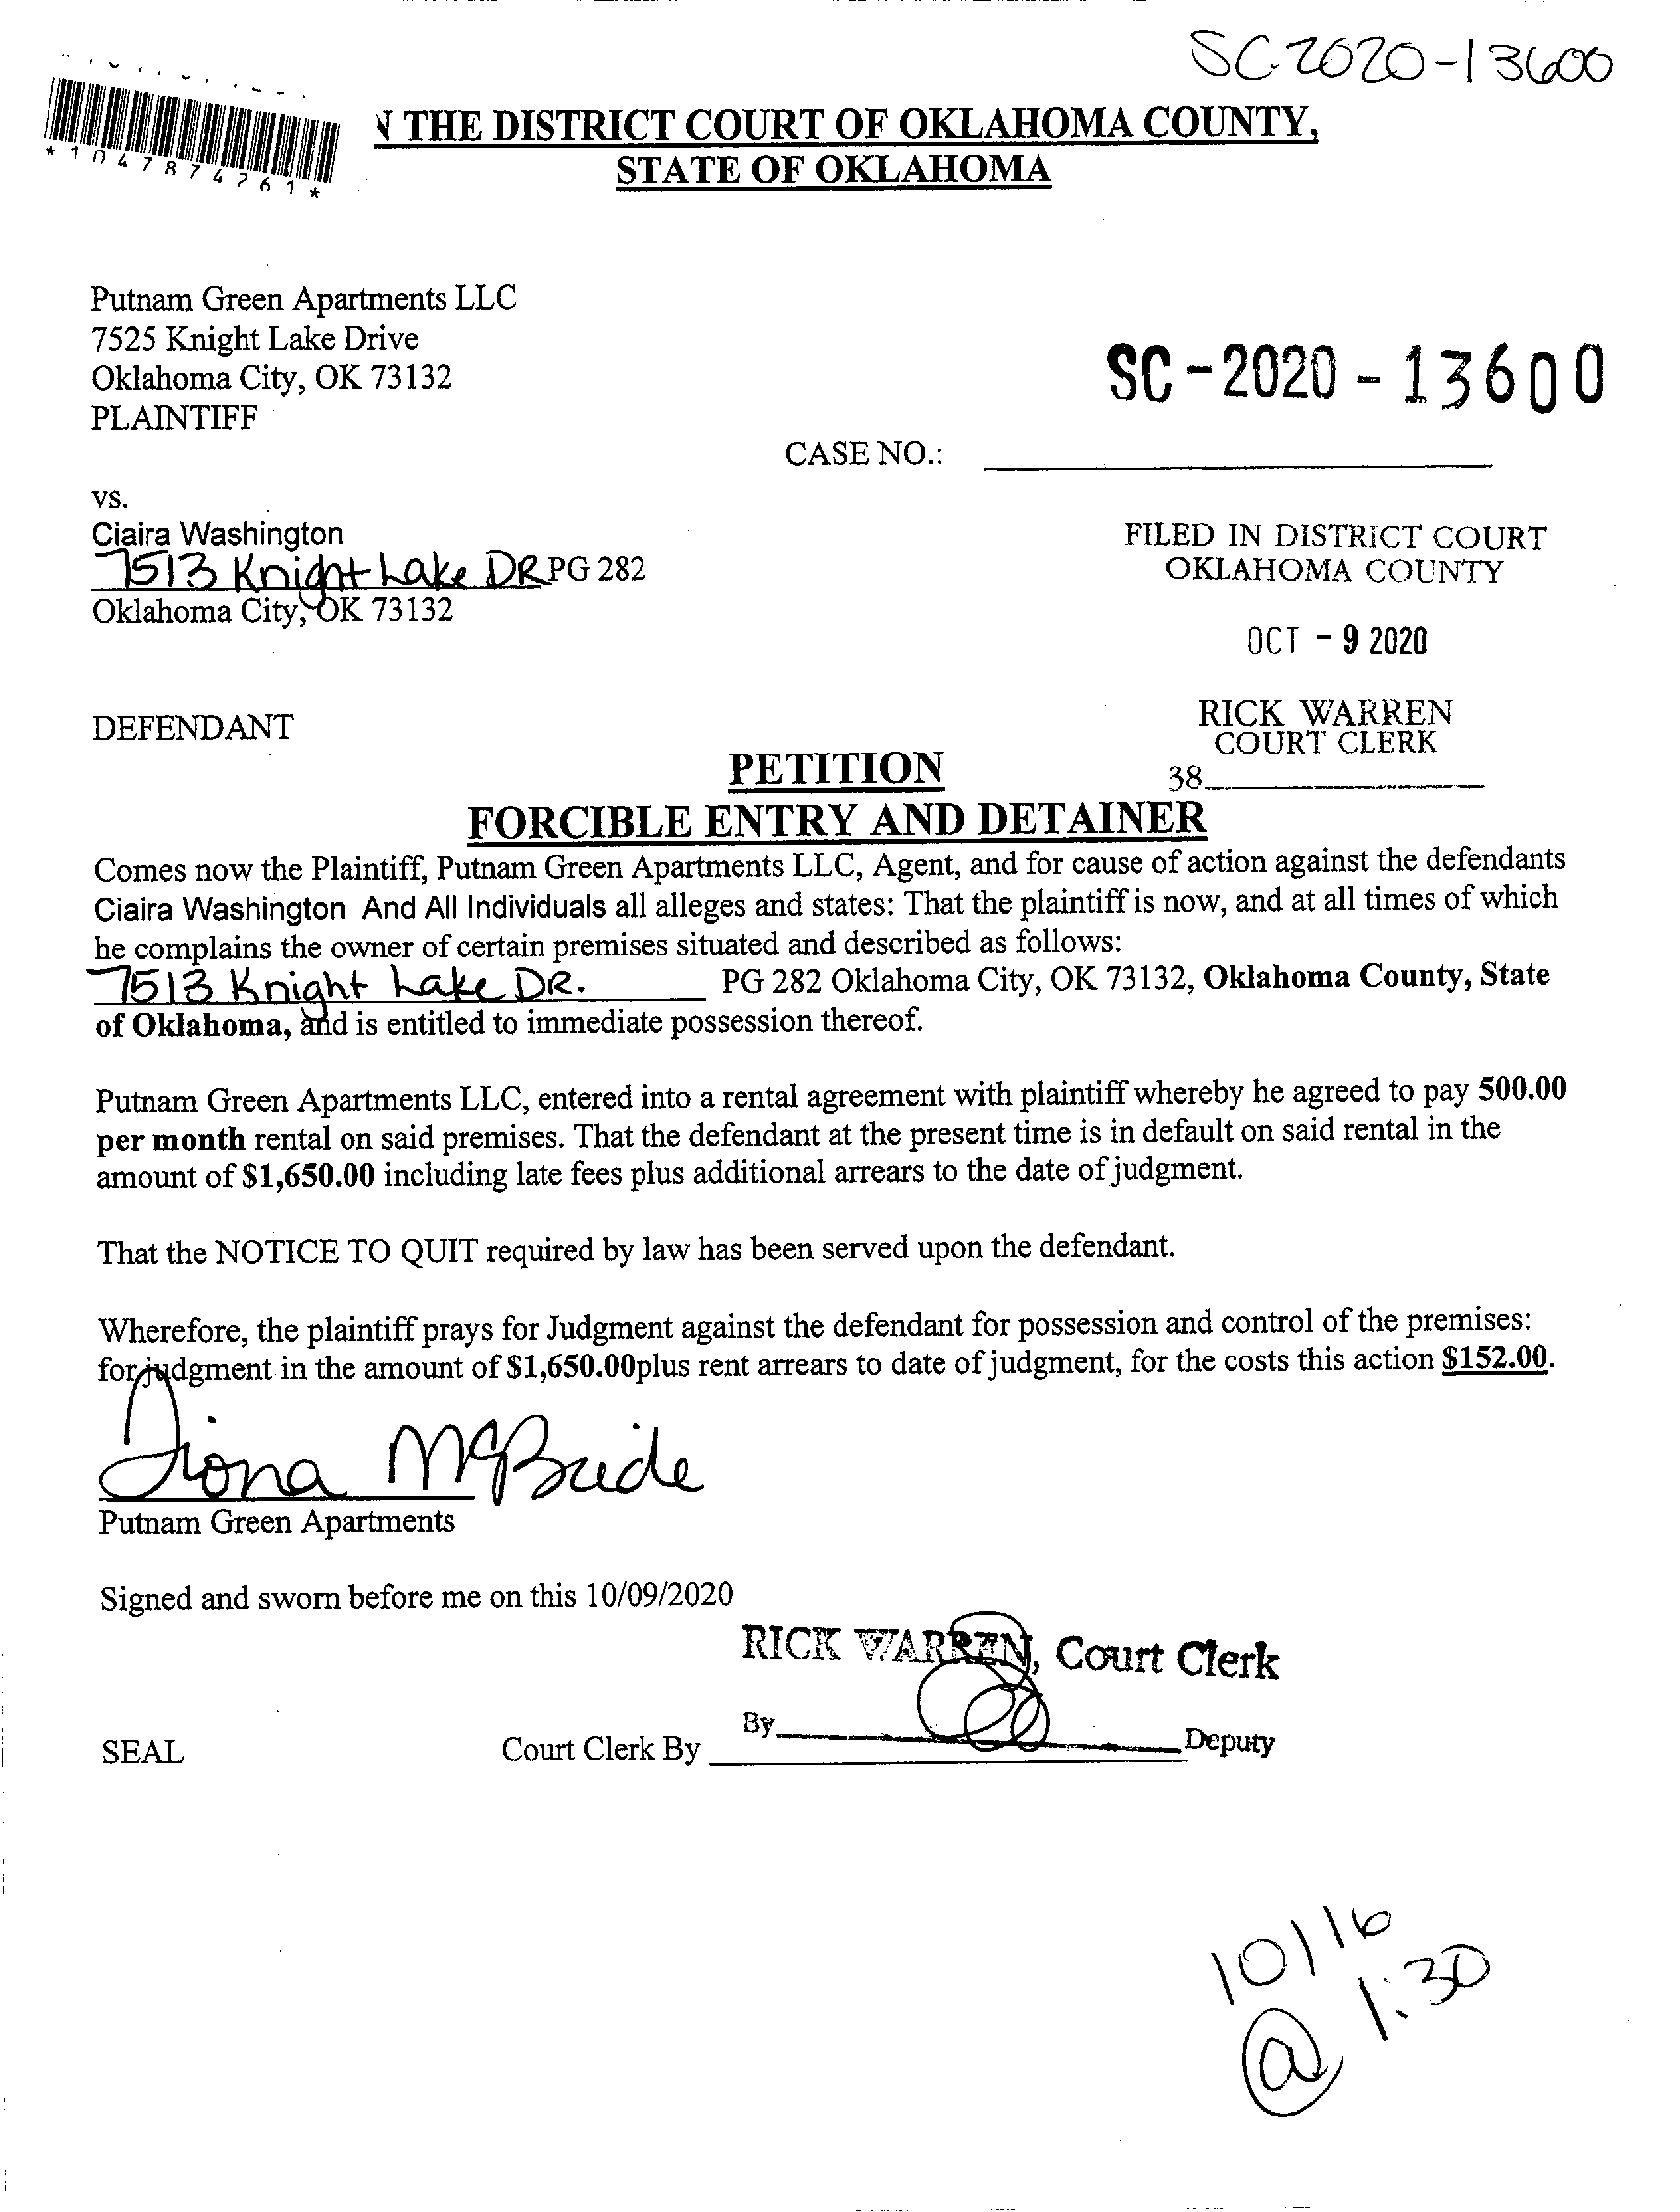 SC-2020-13600
*1047874761*
N THE DISTRICT COURT OF OKLAHOMA COUNTY,
STATE OF OKLAHOMA
Putnam Green Apartments LLC
7525 Knight Lake Drive
Oklahoma City, OK 73132
PLAINTIFF
SC-2020-13600
CASE NO.:
vs.
Ciaira Washington
7513 Knight Lake DR PG 282
Oklahoma City, OK 73132
FILED IN DISTRICT COURT
OKLAHOMA COUNTY
OCT - 9 2020
DEFENDANT
RICK WARREN
COURT CLERK
38
PETITION
FORCIBLE ENTRY AND DETAINER
Comes now the Plaintiff, Putnam Green Apartments LLC, Agent, and for cause of action against the defendants
Ciaira Washington And All Individuals all alleges and states: That the plaintiff is now, and at all times of which
he complains the owner of certain premises situated and described as follows:
7513 Knight Lake DR. PG 282 Oklahoma City, OK 73132, Oklahoma County, State
of Oklahoma, and is entitled to immediate possession thereof.
Putnam Green Apartments LLC, entered into a rental agreement with plaintiff whereby he agreed to pay 500.00
per month rental on said premises. That the defendant at the present time is in default on said rental in the
amount of $1,650.00 including late fees plus additional arrears to the date of judgment.
That the NOTICE TO QUIT required by law has been served upon the defendant.
Wherefore, the plaintiff prays for Judgment against the defendant for possession and control of the premises:
for judgment in the amount of $1,650.00plus rent arrears to date of judgment, for the costs this action $152.00.
Fiona McBride
Putnam Green Apartments
Signed and sworn before me on this 10/09/2020
RICK WARREN, Court Clerk
By Deputy
SEAL Court Clerk By
10/16
@ 1:30